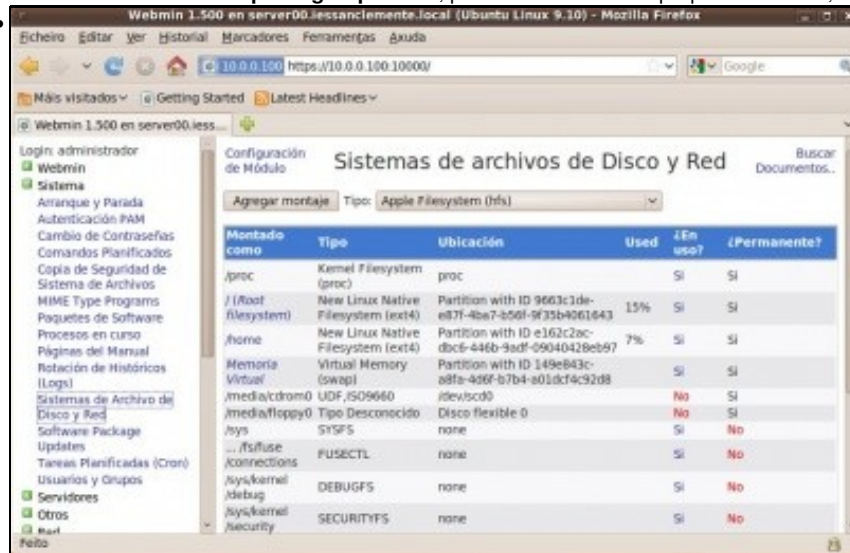 Webmin 1.500 en server00.iessanclemente.local (Ubuntu Linux 9.10) - Mozilla Firefox
Ficheiro Editar Ver Historial Marcadores Ferramentas Axuda
10.0.0.100 https://10.0.0.100:10000/
Google
Máis visitados
Getting Started
Latest Headlines
Webmin 1.500 en server00.iess...
Login: administrador
Webmin
Sistema
Arranque y Parada
Autenticación PAM
Cambio de Contraseñas
Comandos Planificados
Copia de Seguridad de
Sistema de Archivos
MIME Type Programs
Paquetes de Software
Procesos en curso
Páginas del Manual
Rotación de Históricos
(Logs)
Sistemas de Archivo de
Disco y Red
Software Package
Updates
Tareas Planificadas (Cron)
Usuarios y Grupos
Servidores
Otros
Red
Feito
Configuración
de Módulo
Sistemas de archivos de Disco y Red
Buscar
Documentos..
Agregar montaje Tipo: Apple Filesystem (hfs)
Montado como Tipo Ubicación Used ¿En uso? ¿Permanente?
/proc Kernel Filesystem (proc) proc Si Si
/ (Root filesystem) New Linux Native Filesystem (ext4) Partition with ID 9663c1de-e87f-4ba7-b56f-9f35b4061643 15% Si Si
/home New Linux Native Filesystem (ext4) Partition with ID e162c2ac-dbc6-446b-9adf-09040428eb97 7% Si Si
Memoria Virtual Virtual Memory (swap) Partition with ID 149e843c-a8fa-4d6f-b7b4-a01dcf4c92d8 Si Si
/media/cdrom0 UDF,ISO9660 /dev/scd0 No Si
/media/floppy0 Tipo Desconocido Disco flexible 0 No Si
/sys SYSFS none Si No
... /fs/fuse /connections FUSECTL none Si No
/sys/kernel /debug DEBUGFS none Si No
/sys/kernel /security SECURITYFS none Si No